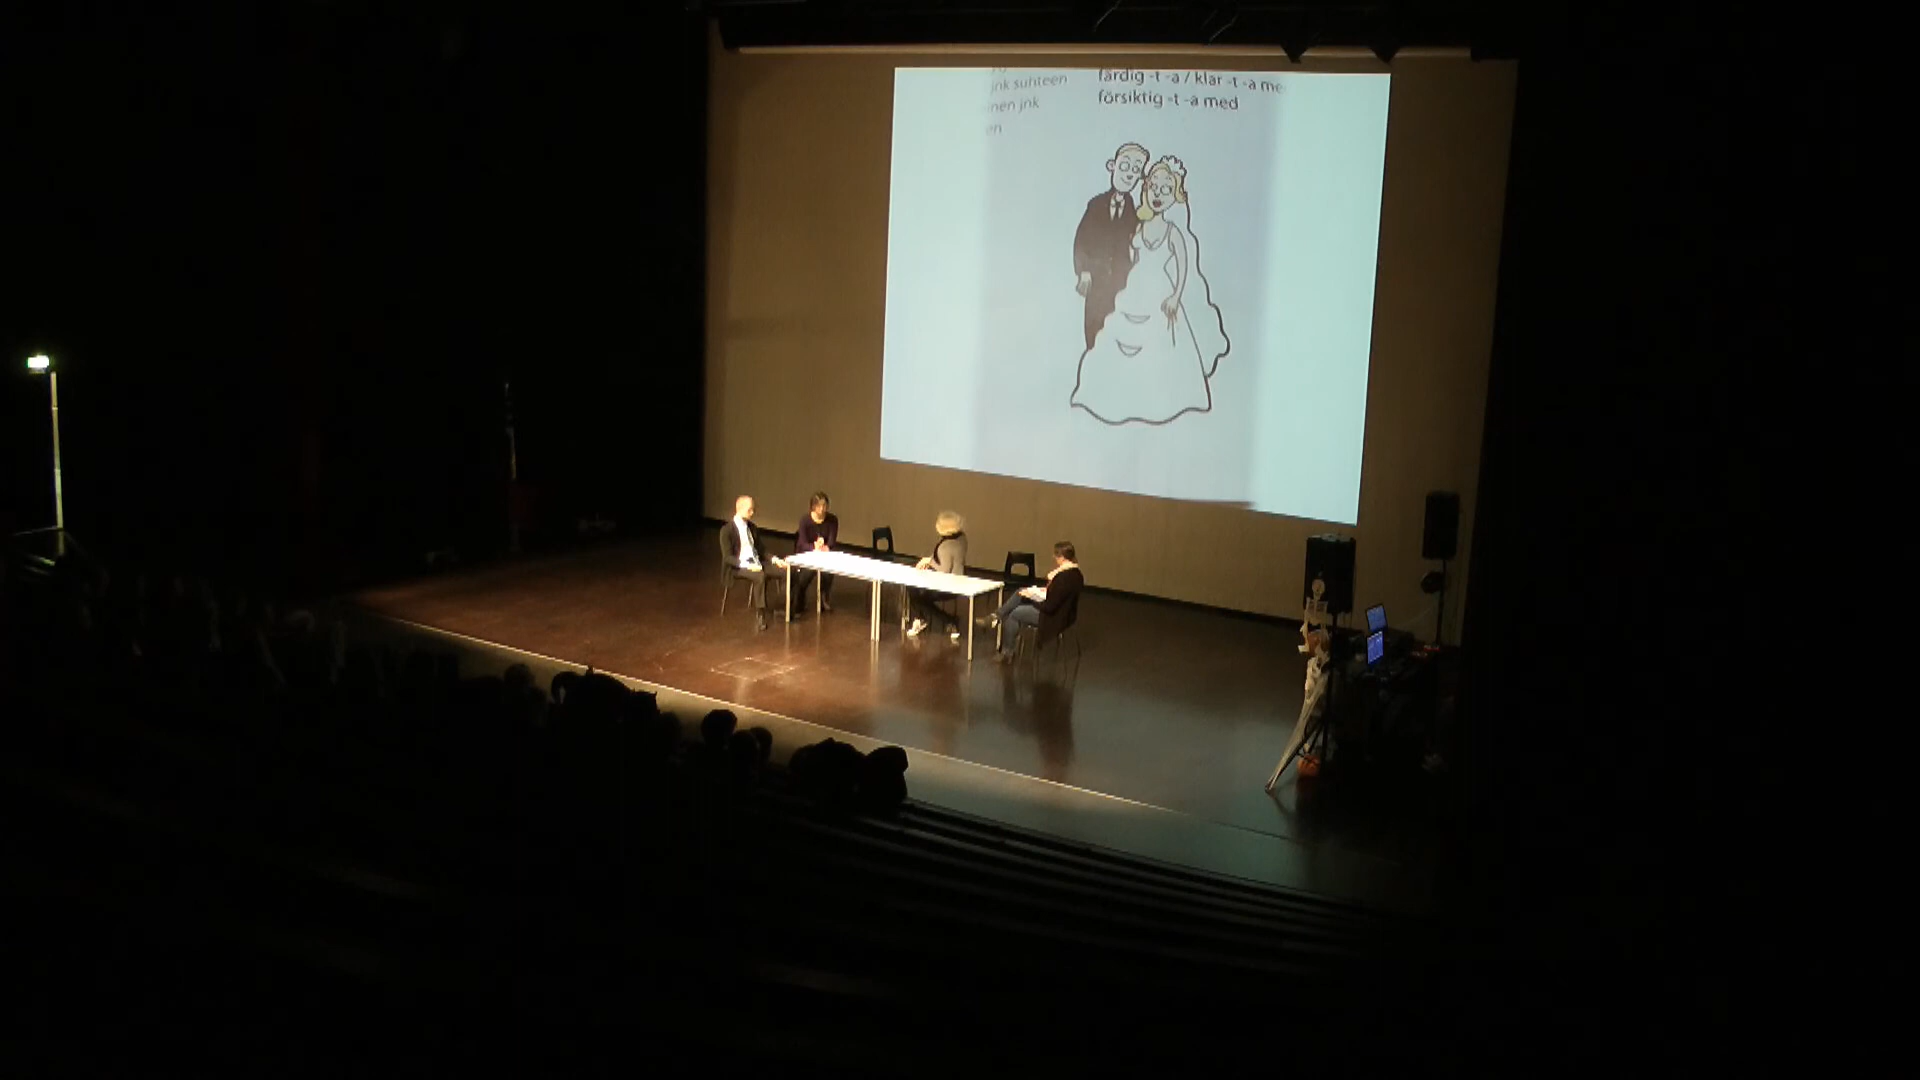 jnk suhteen
nen jnk
en
färdig -t -a / klar -t -a me
försiktig -t -a med